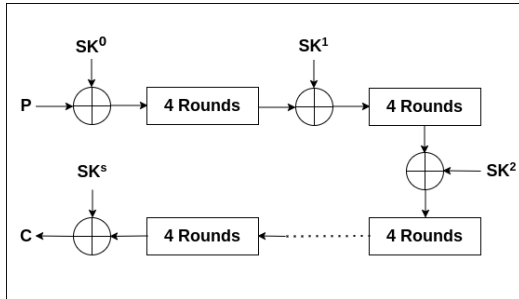 SK⁰ SK¹
P 4 Rounds 4 Rounds
SK²
SKˢ
C 4 Rounds 4 Rounds